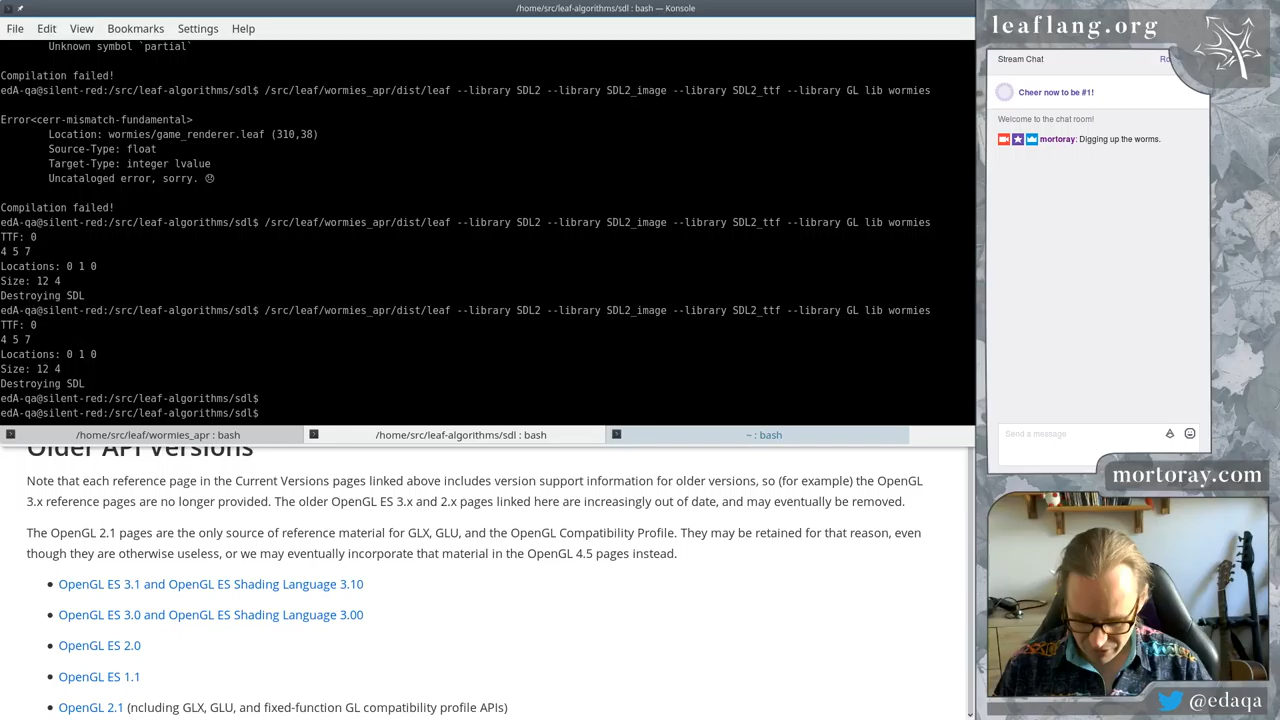 /home/src/leaf-algorithms/sdl : bash — Konsole
File Edit View Bookmarks Settings Help
Unknown symbol `partial`
Compilation failed!
edA-qa@silent-red:/src/leaf-algorithms/sdl$ /src/leaf/wormies_apr/dist/leaf --library SDL2 --library SDL2_image --library SDL2_ttf --library GL lib wormies
Error<cerr-mismatch-fundamental>
Location: wormies/game_renderer.leaf (310,38)
Source-Type: float
Target-Type: integer lvalue
Uncataloged error, sorry. 😞
Compilation failed!
edA-qa@silent-red:/src/leaf-algorithms/sdl$ /src/leaf/wormies_apr/dist/leaf --library SDL2 --library SDL2_image --library SDL2_ttf --library GL lib wormies
TTF: 0
4 5 7
Locations: 0 1 0
Size: 12 4
Destroying SDL
edA-qa@silent-red:/src/leaf-algorithms/sdl$ /src/leaf/wormies_apr/dist/leaf --library SDL2 --library SDL2_image --library SDL2_ttf --library GL lib wormies
TTF: 0
4 5 7
Locations: 0 1 0
Size: 12 4
Destroying SDL
edA-qa@silent-red:/src/leaf-algorithms/sdl$
edA-qa@silent-red:/src/leaf-algorithms/sdl$
/home/src/leaf/wormies_apr : bash
/home/src/leaf-algorithms/sdl : bash
~ : bash
Older API Versions
Note that each reference page in the Current Versions pages linked above includes version support information for older versions, so (for example) the OpenGL
3.x reference pages are no longer provided. The older OpenGL ES 3.x and 2.x pages linked here are increasingly out of date, and may eventually be removed.
The OpenGL 2.1 pages are the only source of reference material for GLX, GLU, and the OpenGL Compatibility Profile. They may be retained for that reason, even
though they are otherwise useless, or we may eventually incorporate that material in the OpenGL 4.5 pages instead.
OpenGL ES 3.1 and OpenGL ES Shading Language 3.10
OpenGL ES 3.0 and OpenGL ES Shading Language 3.00
OpenGL ES 2.0
OpenGL ES 1.1
OpenGL 2.1 (ncluding GLX, GLU, and fixed-function GL compatibility profile APIs)
leaflang.org
Stream Chat
Ro
Cheer now to be #1!
Welcome to the chat room!
mortoray: Digging up the worms.
Send a message
mortoray.com
@edaqa